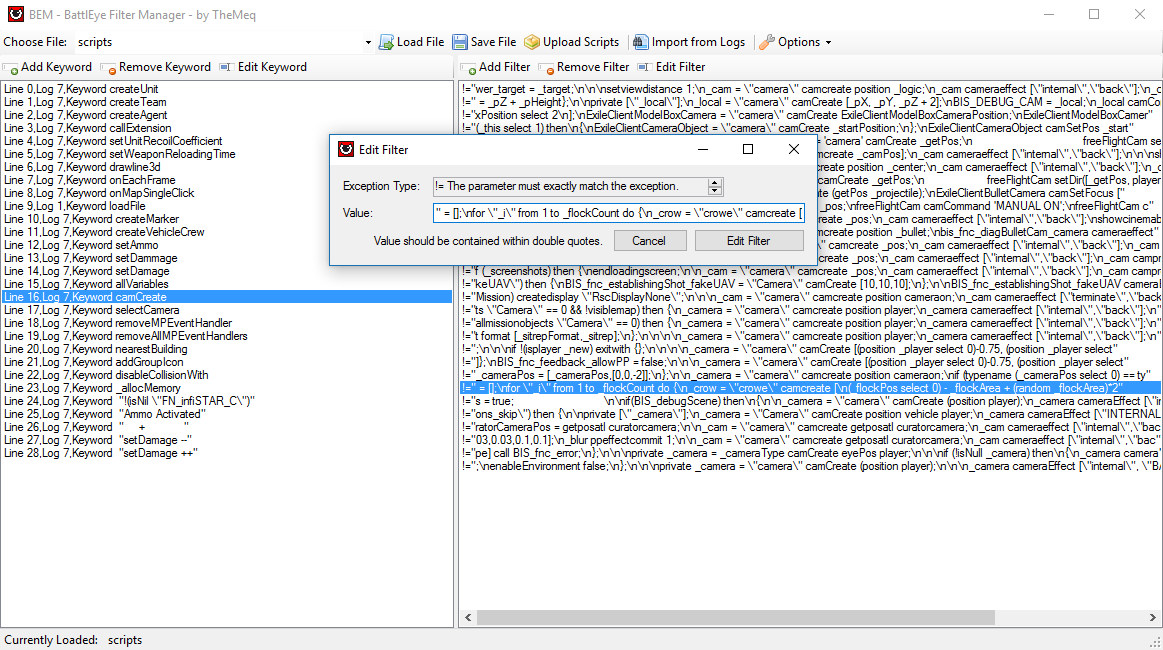 BEM - BattlEye Filter Manager - by TheMeq
Choose File: scripts Load File Save File Upload Scripts Import from Logs Options
Add Keyword Remove Keyword Edit Keyword Add Filter Remove Filter Edit Filter
Line 0,Log 7,Keyword createUnit
Line 1,Log 7,Keyword createTeam
Line 2,Log 7,Keyword createAgent
Line 3,Log 7,Keyword callExtension
Line 4,Log 7,Keyword setUnitRecoilCoefficient
Line 5,Log 7,Keyword setWeaponReloadingTime
Line 6,Log 7,Keyword drawline3d
Line 7,Log 7,Keyword onEachFrame
Line 8,Log 7,Keyword onMapSingleClick
Line 9,Log 1,Keyword loadFile
Line 10,Log 7,Keyword createMarker
Line 11,Log 7,Keyword createVehicleCrew
Line 12,Log 7,Keyword setAmmo
Line 13,Log 7,Keyword setDammage
Line 14,Log 7,Keyword setDamage
Line 15,Log 7,Keyword allVariables
Line 16,Log 7,Keyword camCreate
Line 17,Log 7,Keyword selectCamera
Line 18,Log 7,Keyword removeMPEventHandler
Line 19,Log 7,Keyword removeAllMPEventHandlers
Line 20,Log 7,Keyword nearestBuilding
Line 21,Log 7,Keyword addGroupIcon
Line 22,Log 7,Keyword disableCollisionWith
Line 23,Log 7,Keyword _allocMemory
Line 24,Log 7,Keyword "!(isNil \"FN_infiSTAR_C\")"
Line 25,Log 7,Keyword "Ammo Activated"
Line 26,Log 7,Keyword " + "
Line 27,Log 7,Keyword "setDamage --"
Line 28,Log 7,Keyword "setDamage ++"
!="wer_target = _target;\n\n\nsetviewdistance 1;\n_cam = \"camera\" camcreate position _logic;\n_cam cameraeffect [\"internal\",\"back\"];\n_c
!=" = _pZ + _pHeight};\n\nprivate [\"_local\"];\n_local = \"camera\" camCreate [_pX, _pY, _pZ + 2];\nBIS_DEBUG_CAM = _local;\n_local camCo
!="xPosition select 2\n];\nExileClientModelBoxCamera = \"camera\" camCreate ExileClientModelBoxCameraPosition;\nExileClientModelBoxCamer"
!="(_this select 1) then\n{\nExileClientCameraObject = \"camera\" camCreate _startPosition;\n};\nExileClientCameraObject camSetPos _start"
= 'camera' camCreate _getPos;\n freeFlightCam se
camCreate _camPos];\n_cam cameraeffect [\"internal\",\"back\"];\n\n\ns
camcreate position _center;\n_cam cameraeffect [\"internal\",\"back\"];\n
camCreate _getPos;\n freeFlightCam setDir([_getPos, player
(getPos _projectile);\nExileClientBulletCamera camSetFocus ["
_pos;\nfreeFlightCam camCommand 'MANUAL ON';\nfreeFlightCam c
_pos;\n_cam cameraeffect [\"internal\",\"back\"];\nshowcinemab
camcreate position _bullet;\nbis_fnc_diagBulletCam_camera cameraeffect"
camcreate _pos;\n_cam cameraeffect [\"internal\",\"back\"];\n_cam campr
_pos;\n_cam cameraeffect [\"internal\",\"back\"];\n_cam campr
!="f (_screenshots) then {\nendloadingscreen;\n\n_cam = \"camera\" camcreate _pos;\n_cam cameraeffect [\"internal\",\"back\"];\n_cam campr
!="keUAV\") then {\nBIS_fnc_establishingShot_fakeUAV = \"Camera\" camCreate [10,10,10];\n};\n\nBIS_fnc_establishingShot_fakeUAV cameraE
!="Mission) createdisplay \"RscDisplayNone\";\n\n\n_cam = \"camera\" camcreate position cameraon;\n_cam cameraeffect [\"terminate\",\"back
!="ts \"Camera\" == 0 && !visiblemap) then {\n_camera = \"camera\" camcreate position player;\n_camera cameraeffect [\"internal\",\"back\"];\n"
!="allmissionobjects \"Camera\" == 0) then {\n_camera = \"camera\" camcreate position player;\n_camera cameraeffect [\"internal\",\"back\"];\n"
!="t format [_sitrepFormat,_sitrep];\n};\n\n\n\n_camera = \"camera\" camcreate position player;\n_camera cameraeffect [\"internal\",\"back\"];\n"
!=";\n\n\nif !(isplayer _new) exitwith {};\n\n\n\n_camera = \"camera\" camCreate [(position _player select 0)-0.75, (position _player select"
!="]};\nBIS_fnc_feedback_allowPP = false;\n\n\n_camera = \"camera\" camCreate [(position _player select 0)-0.75, (position _player select"
!="_cameraPos = [_cameraPos,[0,0,-2]];\n};\n\n_camera = \"camera\" camcreate position cameraon;\nif (typename (_cameraPos select 0) == ty"
!=" = [];\nfor \"_i\" from 1 to _flockCount do {\n_crow = \"crowe\" camcreate [\n(_flockPos select 0) - _flockArea + (random _flockArea)*2"
!="s = true; \n\nif(BIS_debugScene) then\n{\n\n_camera = \"camera\" camCreate (position player);\n_camera cameraEffect [\"in
!="ons_skip\") then {\n\nprivate [\"_camera\"];\n_camera = \"Camera\" camCreate position vehicle player;\n_camera cameraEffect [\"INTERNAL
!="ratorCameraPos = getposatl curatorcamera;\n\n_cam = \"camera\" camcreate getposatl curatorcamera;\n_cam cameraeffect [\"internal\",\"bac
!="03,0.03,0.1,0.1];\n_blur ppeffectcommit 1;\n\n_cam = \"camera\" camcreate getposatl curatorcamera;\n_cam cameraeffect [\"internal\",\"bac"
!="pe] call BIS_fnc_error;\n};\n\n\nprivate _camera = _cameraType camCreate eyePos player;\n\n\nif (!isNull _camera) then\n{\n_camera camera
!=";\nenableEnvironment false;\n};\n\n\nprivate _camera = \"camera\" camCreate (position player);\n\n\n_camera cameraEffect [\"internal\", \"BA
Edit Filter
Exception Type: != The parameter must exactly match the exception.
Value: " = [];\nfor \"_i\" from 1 to _flockCount do {\n_crow = \"crowe\" camcreate [
Value should be contained within double quotes. Cancel Edit Filter
Currently Loaded: scripts